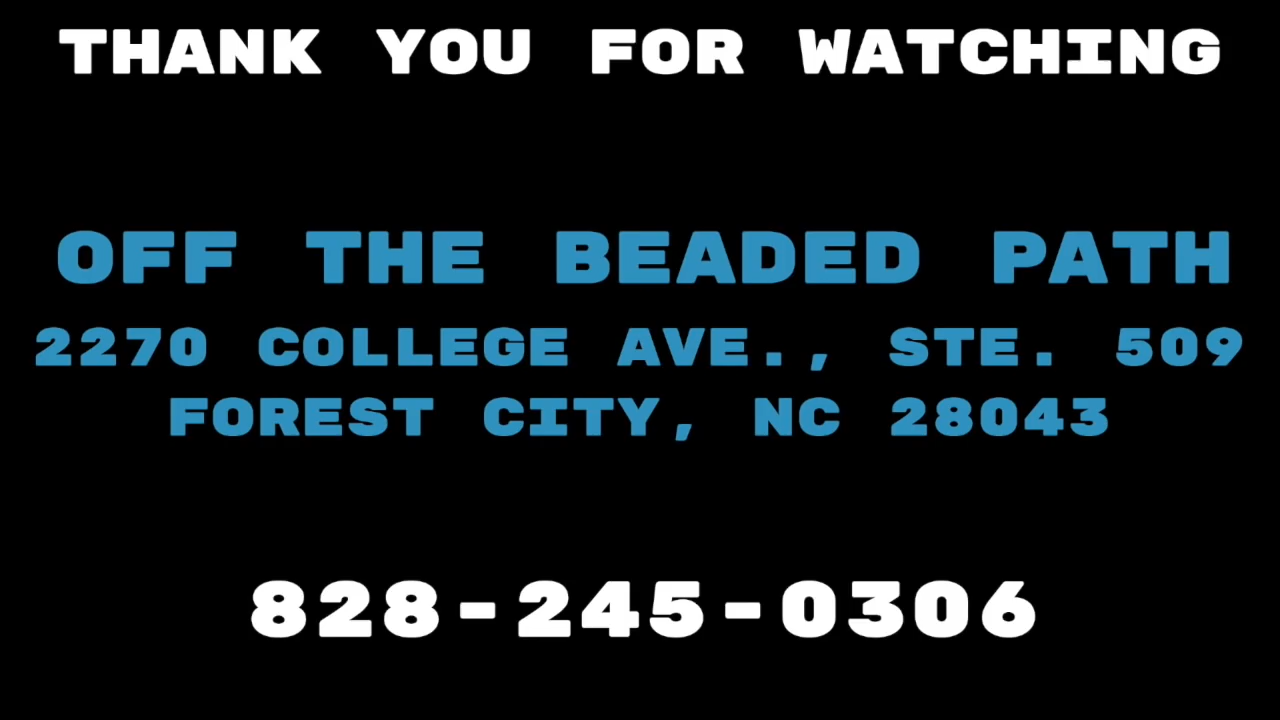 THANK YOU FOR WATCHING
OFF THE BEADED PATH
2270 COLLEGE AVE., STE. 509
FOREST CITY, NC 28043
828-245-0306